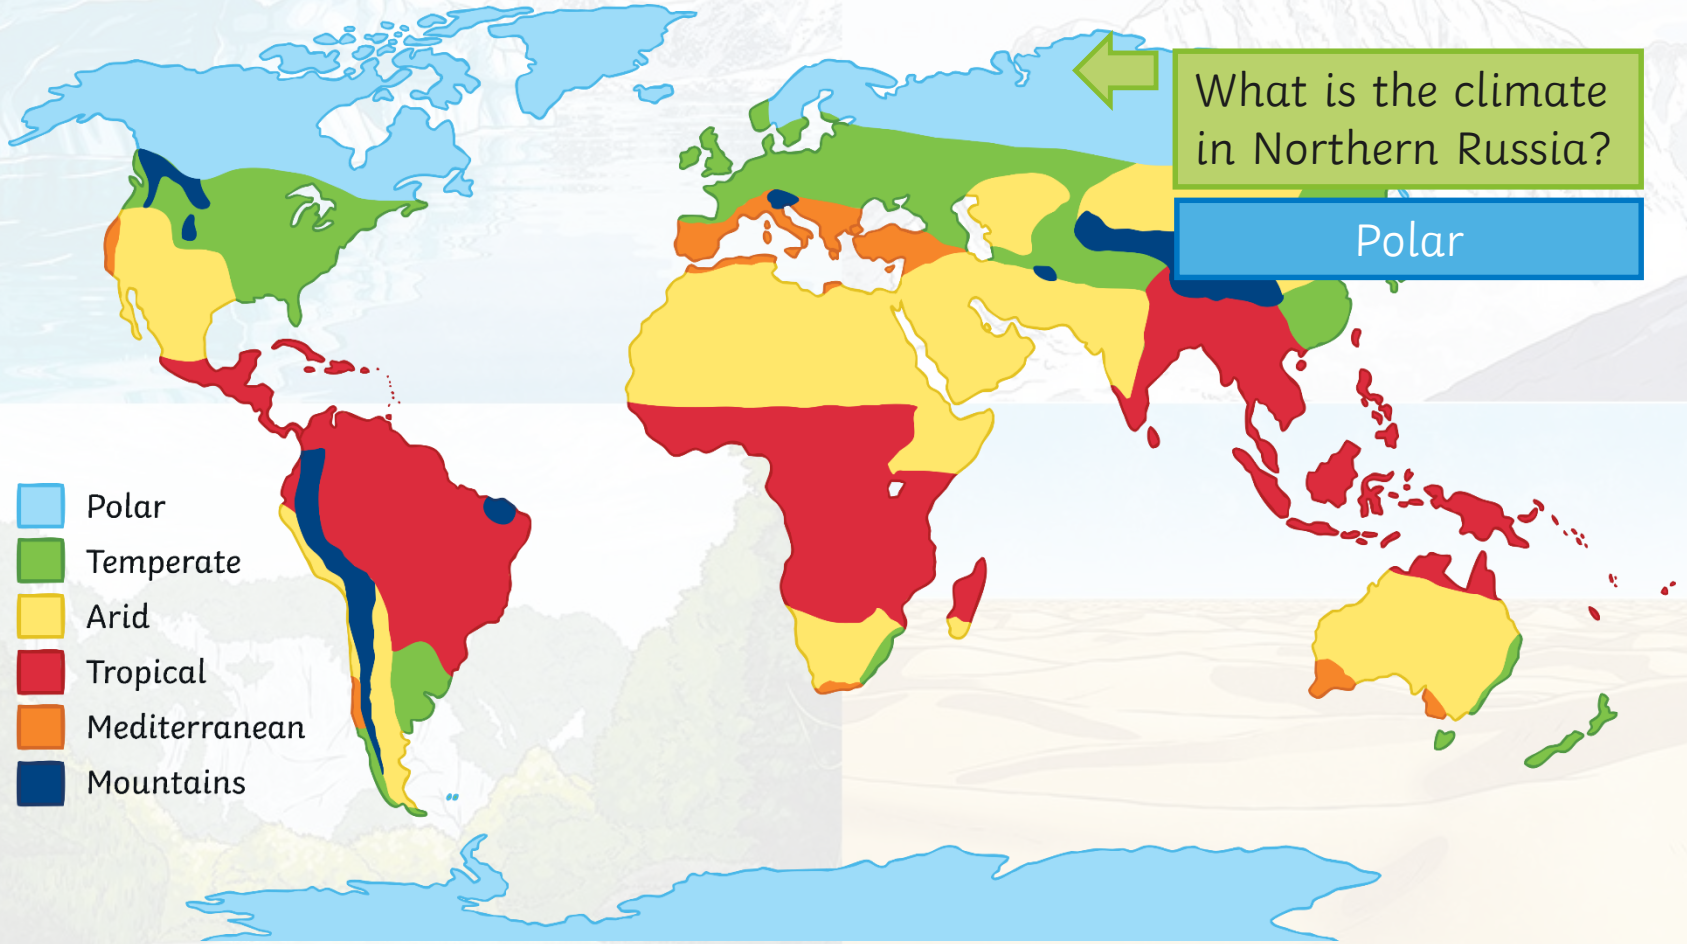 What is the climate
in Northern Russia?
Polar
Polar
Temperate
Arid
Tropical
Mediterranean
Mountains